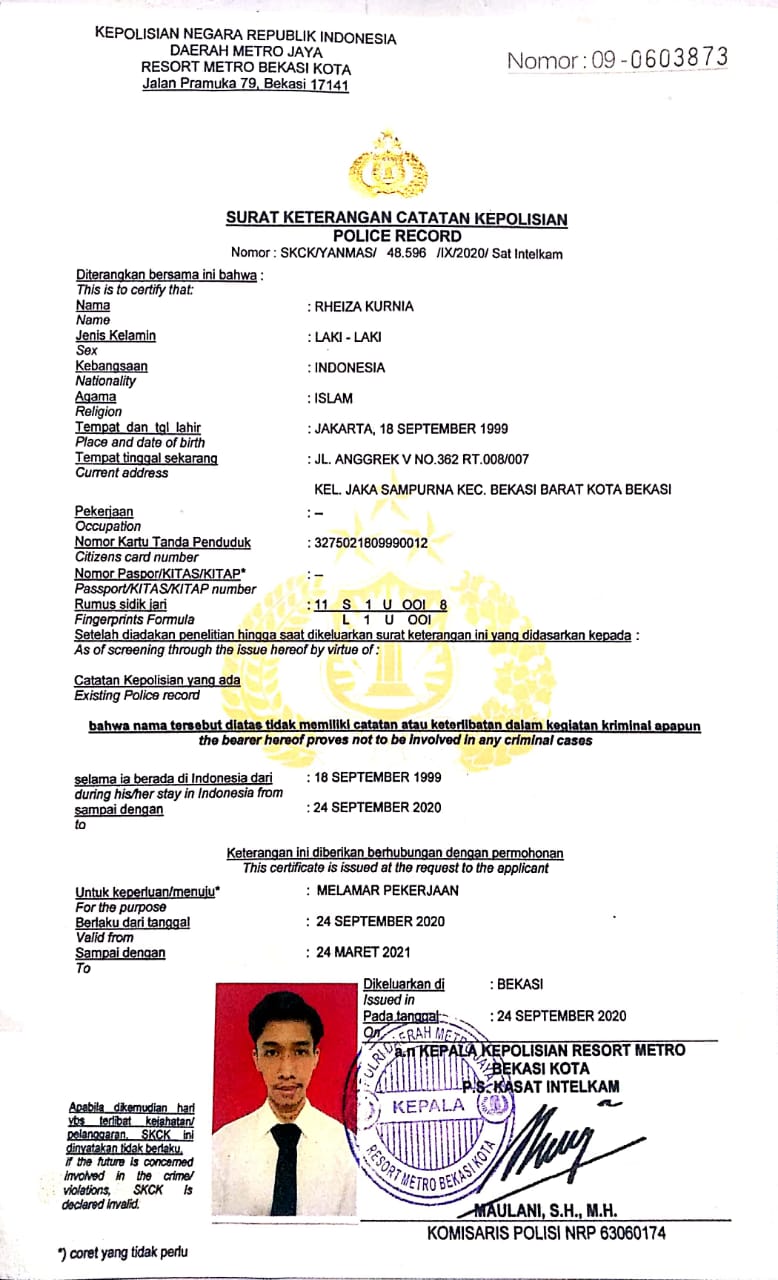 KEPOLISIAN NEGARA REPUBLIK INDONESIA
DAERAH METRO JAYA
RESORT METRO BEKASI KOTA
Jalan Pramuka 79, Bekasi 17141
Nomor : 09-0603873
SURAT KETERANGAN CATATAN KEPOLISIAN
POLICE RECORD
Nomor : SKCK/YANMAS/ 48.596 /IX/2020/ Sat Intelkam
Diterangkan bersama ini bahwa :
This is to certify that:
Nama : RHEIZA KURNIA
Name
Jenis Kelamin : LAKI - LAKI
Sex
Kebangsaan : INDONESIA
Nationality
Agama : ISLAM
Religion
Tempat dan tgl lahir : JAKARTA, 18 SEPTEMBER 1999
Place and date of birth
Tempat tinggal sekarang : JL. ANGGREK V NO.362 RT.008/007
Current address
KEL. JAKA SAMPURNA KEC. BEKASI BARAT KOTA BEKASI
Pekerjaan : --
Occupation
Nomor Kartu Tanda Penduduk : 3275021809990012
Citizens card number
Nomor Paspor/KITAS/KITAP* : --
Passport/KITAS/KITAP number
Rumus sidik jari : 11 S 1 U OOI 8
Fingerprints Formula L 1 U OOI
Setelah diadakan penelitian hingga saat dikeluarkan surat keterangan ini yang didasarkan kepada :
As of screening through the issue hereof by virtue of :
Catatan Kepolisian yang ada
Existing Police record
bahwa nama tersebut diatas tidak memiliki catatan atau keterlibatan dalam kegiatan kriminal apapun
the bearer hereof proves not to be involved in any criminal cases
selama ia berada di Indonesia dari : 18 SEPTEMBER 1999
during his/her stay in Indonesia from
sampai dengan : 24 SEPTEMBER 2020
to
Keterangan ini diberikan berhubungan dengan permohonan
This certificate is issued at the request to the applicant
Untuk keperluan/menuju* : MELAMAR PEKERJAAN
For the purpose
Berlaku dari tanggal : 24 SEPTEMBER 2020
Valid from
Sampai dengan : 24 MARET 2021
To
Dikeluarkan di : BEKASI
Issued in
Pada tanggal : 24 SEPTEMBER 2020
On
a.n KEPALA KEPOLISIAN RESORT METRO
BEKASI KOTA
P.S. KASAT INTELKAM
DAERAH METRO JAYA
KEPALA
RESORT METRO BEKASI KOTA
Apabila dikemudian hari
ybs terlibat kejahatan/
pelanggaran, SKCK ini
dinyatakan tidak berlaku.
if the future is concerned
involved in the crime/
violations, SKCK is
declared invalid.
MAULANI, S.H., M.H.
KOMISARIS POLISI NRP 63060174
*) coret yang tidak perlu